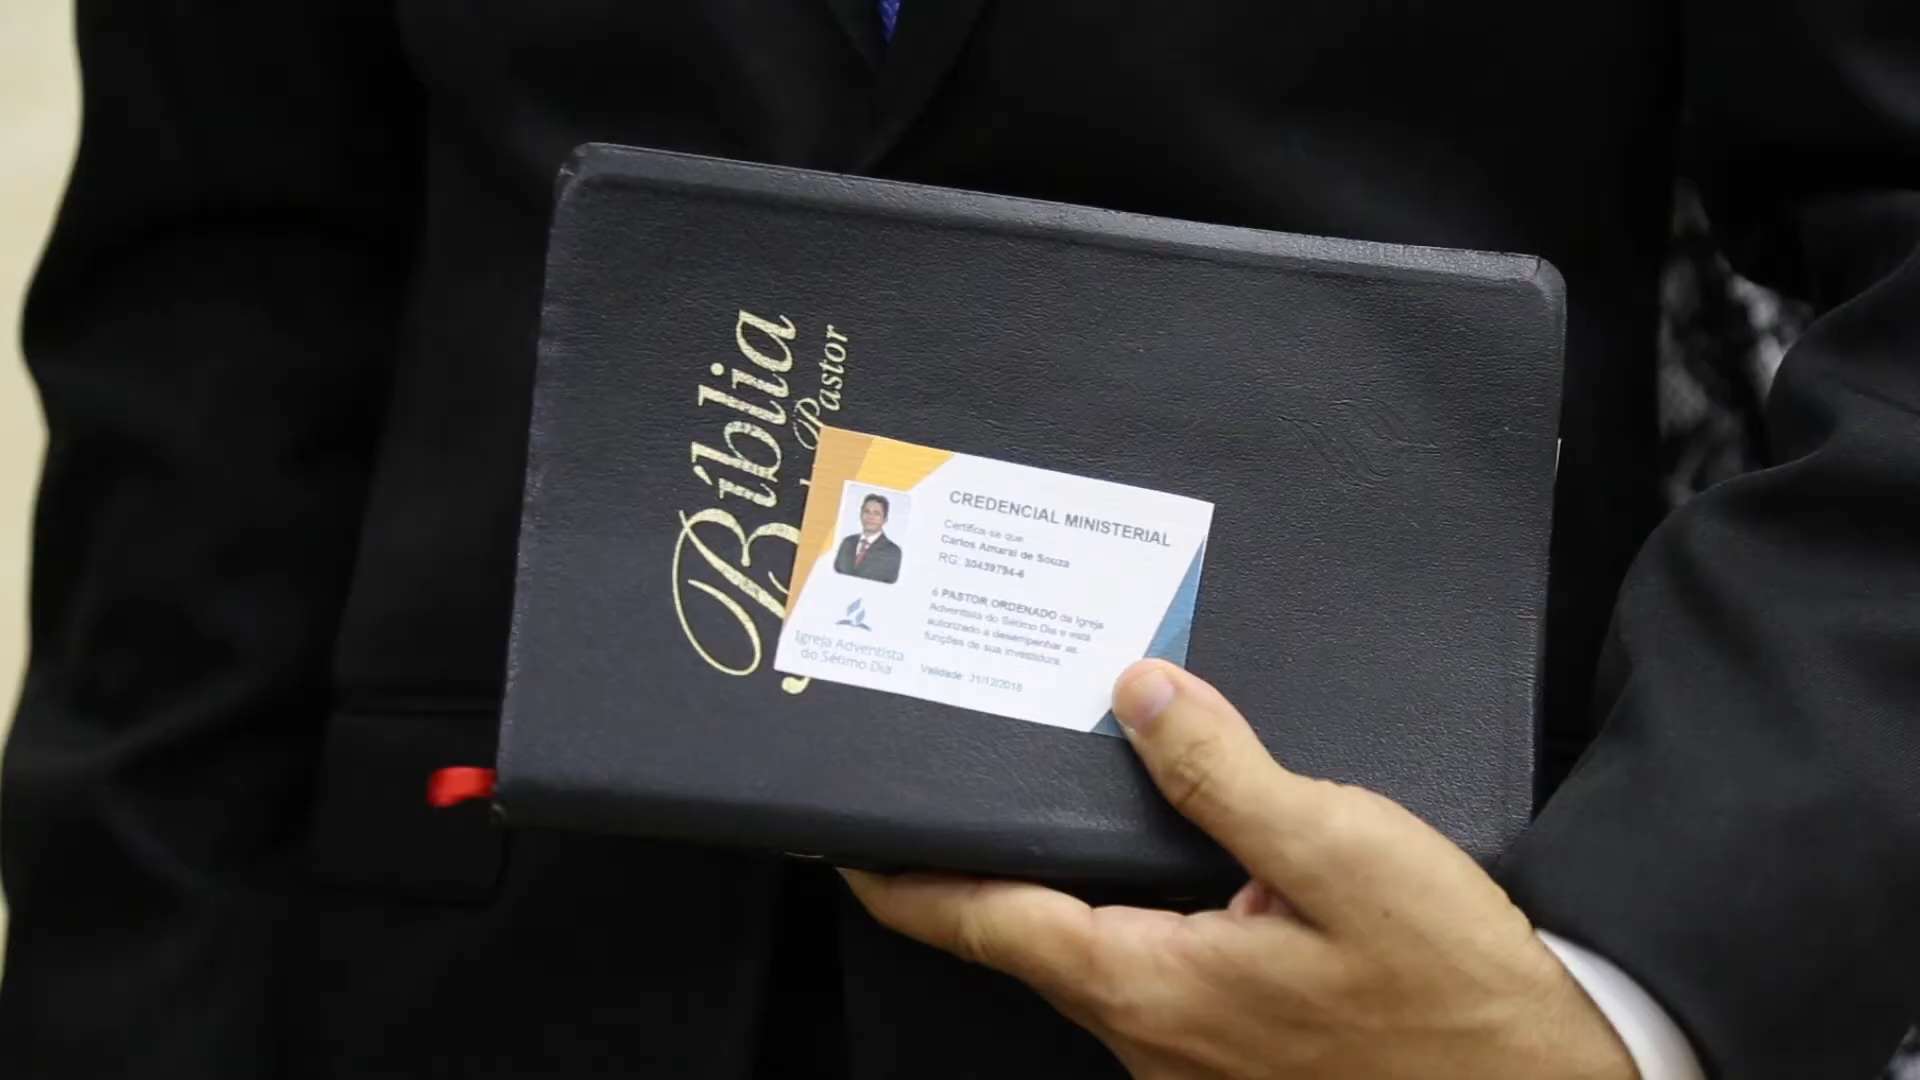 Bíblia
Pastor
CREDENCIAL MINISTERIAL
Certifica-se que
Carlos Amaral de Souza
RG: 30439794-6
é PASTOR ORDENADO da Igreja
Adventista do Sétimo Dia e está
autorizado a desempenhar as
funções de sua investidura.
Validade: 31/12/2018
Igreja Adventista
do Sétimo Dia